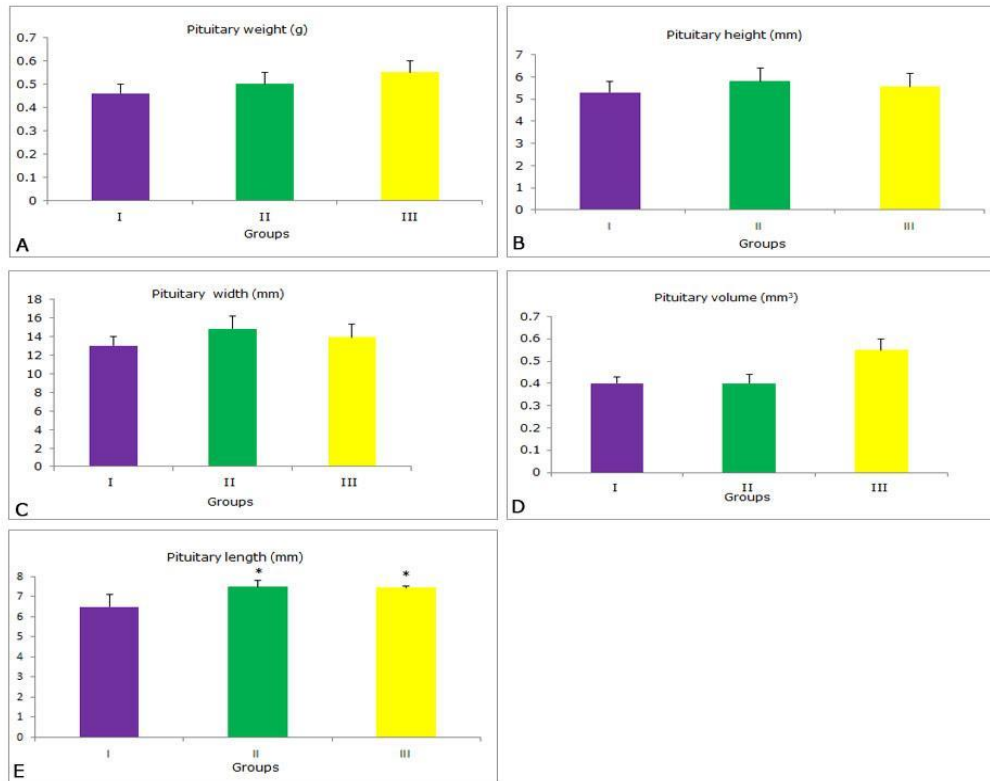 Pituitary weight (g)
0.7
0.6
0.5
0.4
0.3
0.2
0.1
0
I II III
Groups
A
Pituitary height (mm)
7
6
5
4
3
2
1
0
I II III
Groups
B
Pituitary width (mm)
18
16
14
12
10
8
6
4
2
0
I II III
Groups
C
Pituitary volume (mm³)
0.7
0.6
0.5
0.4
0.3
0.2
0.1
0
I II III
Groups
D
Pituitary length (mm)
* *
8
7
6
5
4
3
2
1
0
I II III
Groups
E